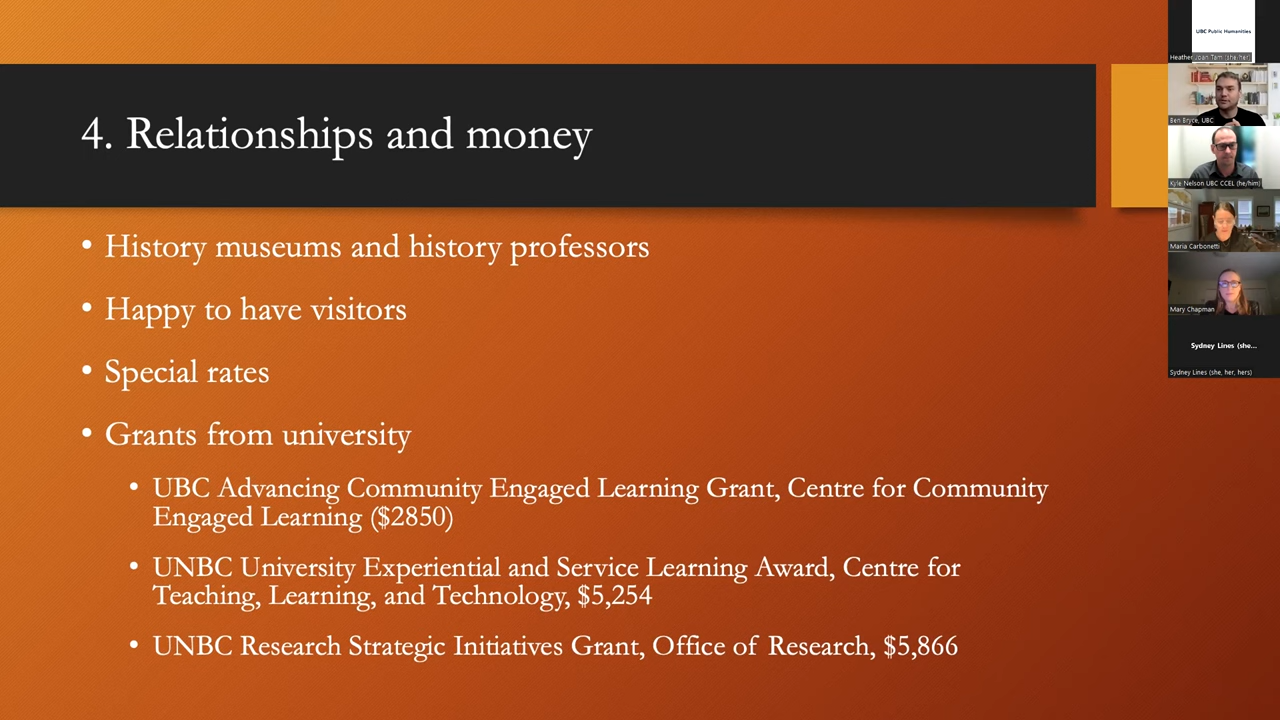 4. Relationships and money
• History museums and history professors
• Happy to have visitors
• Special rates
• Grants from university
• UBC Advancing Community Engaged Learning Grant, Centre for Community
Engaged Learning ($2850)
• UNBC University Experiential and Service Learning Award, Centre for
Teaching, Learning, and Technology, $5,254
• UNBC Research Strategic Initiatives Grant, Office of Research, $5,866
UBC Public Humanities
Heather Joan Tam (she/her)
Ben Bryce, UBC
Kyle Nelson UBC CCEL (he/him)
Maria Carbonetti
Mary Chapman
Sydney Lines (she...
Sydney Lines (she, her, hers)